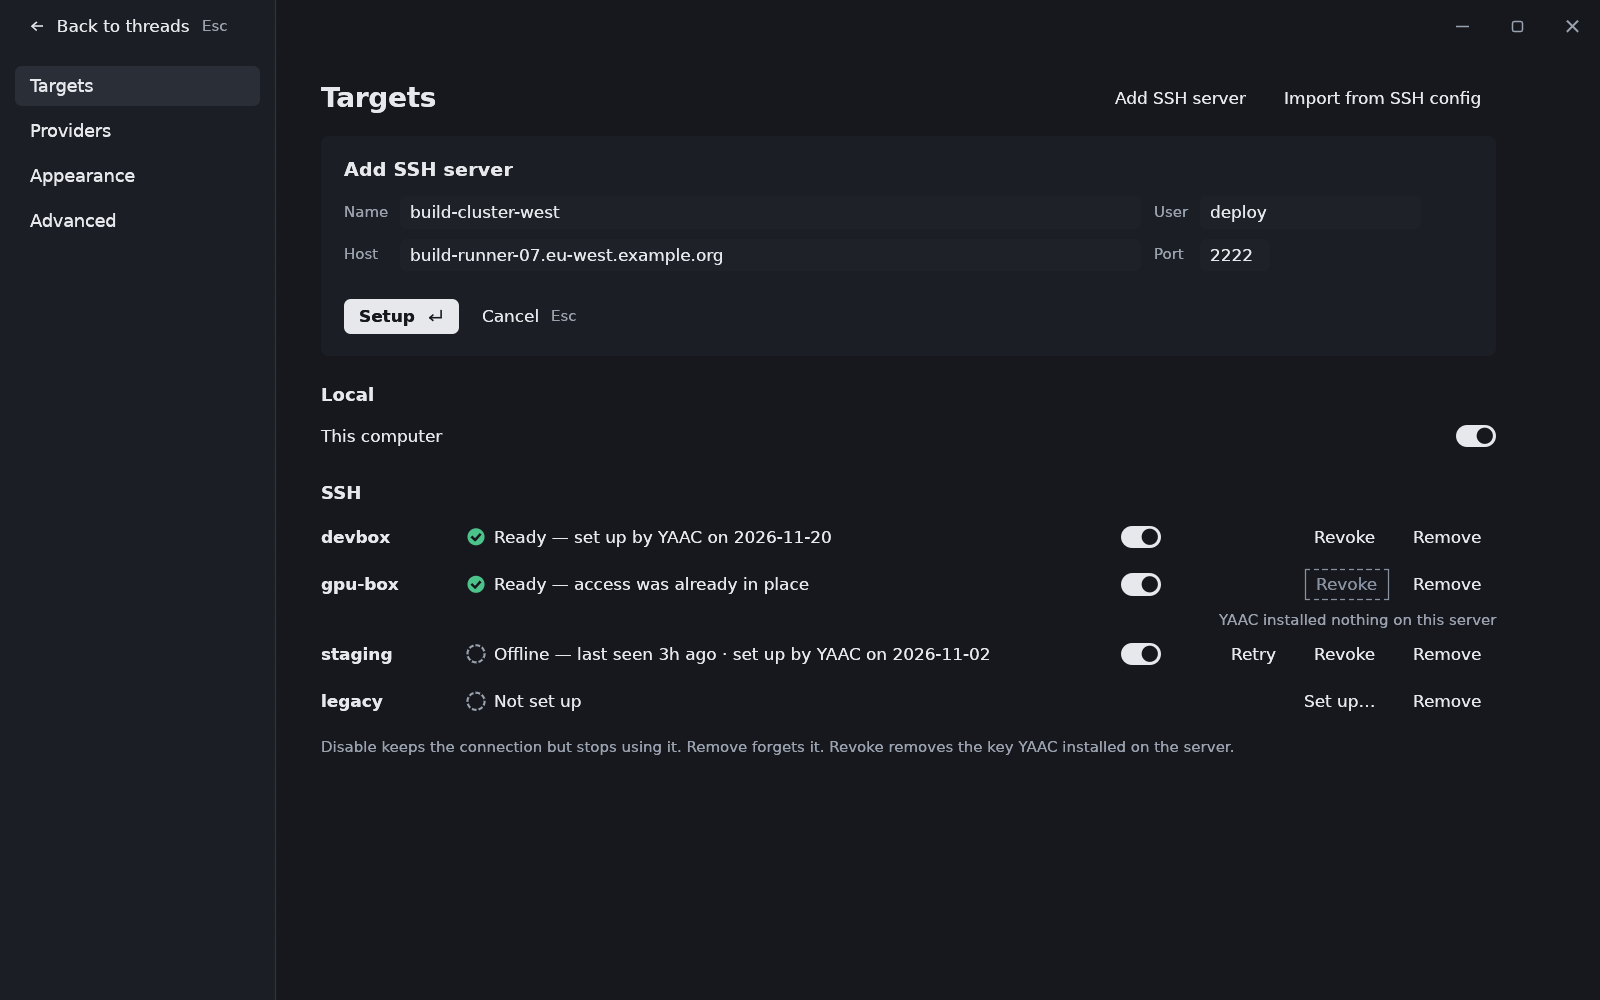 Back to threads Esc
Targets
Providers
Appearance
Advanced
Targets Add SSH server Import from SSH config
Add SSH server
Name build-cluster-west User deploy
Host build-runner-07.eu-west.example.org Port 2222
Setup Cancel Esc
Local
This computer
SSH
devbox Ready — set up by YAAC on 2026-11-20 Revoke Remove
gpu-box Ready — access was already in place Revoke Remove
YAAC installed nothing on this server
staging Offline — last seen 3h ago · set up by YAAC on 2026-11-02 Retry Revoke Remove
legacy Not set up Set up… Remove
Disable keeps the connection but stops using it. Remove forgets it. Revoke removes the key YAAC installed on the server.